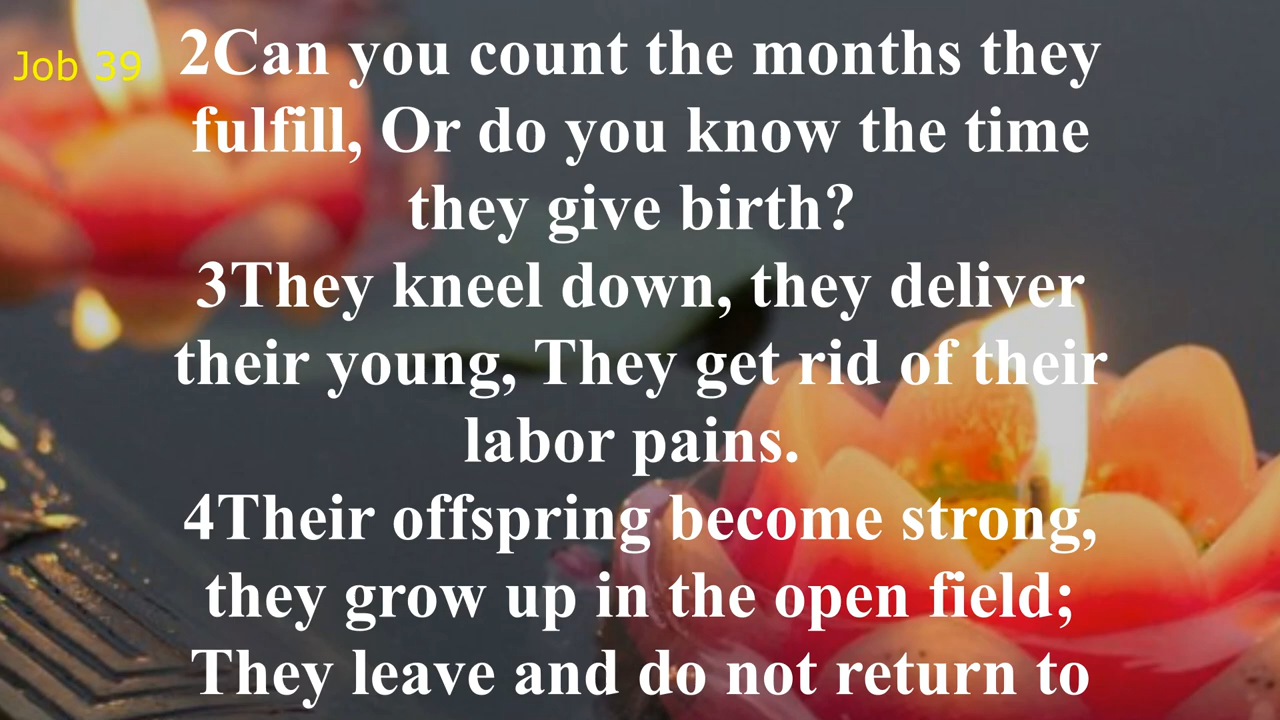 Job 39
2Can you count the months they
fulfill, Or do you know the time
they give birth?
3They kneel down, they deliver
their young, They get rid of their
labor pains.
4Their offspring become strong,
they grow up in the open field;
They leave and do not return to